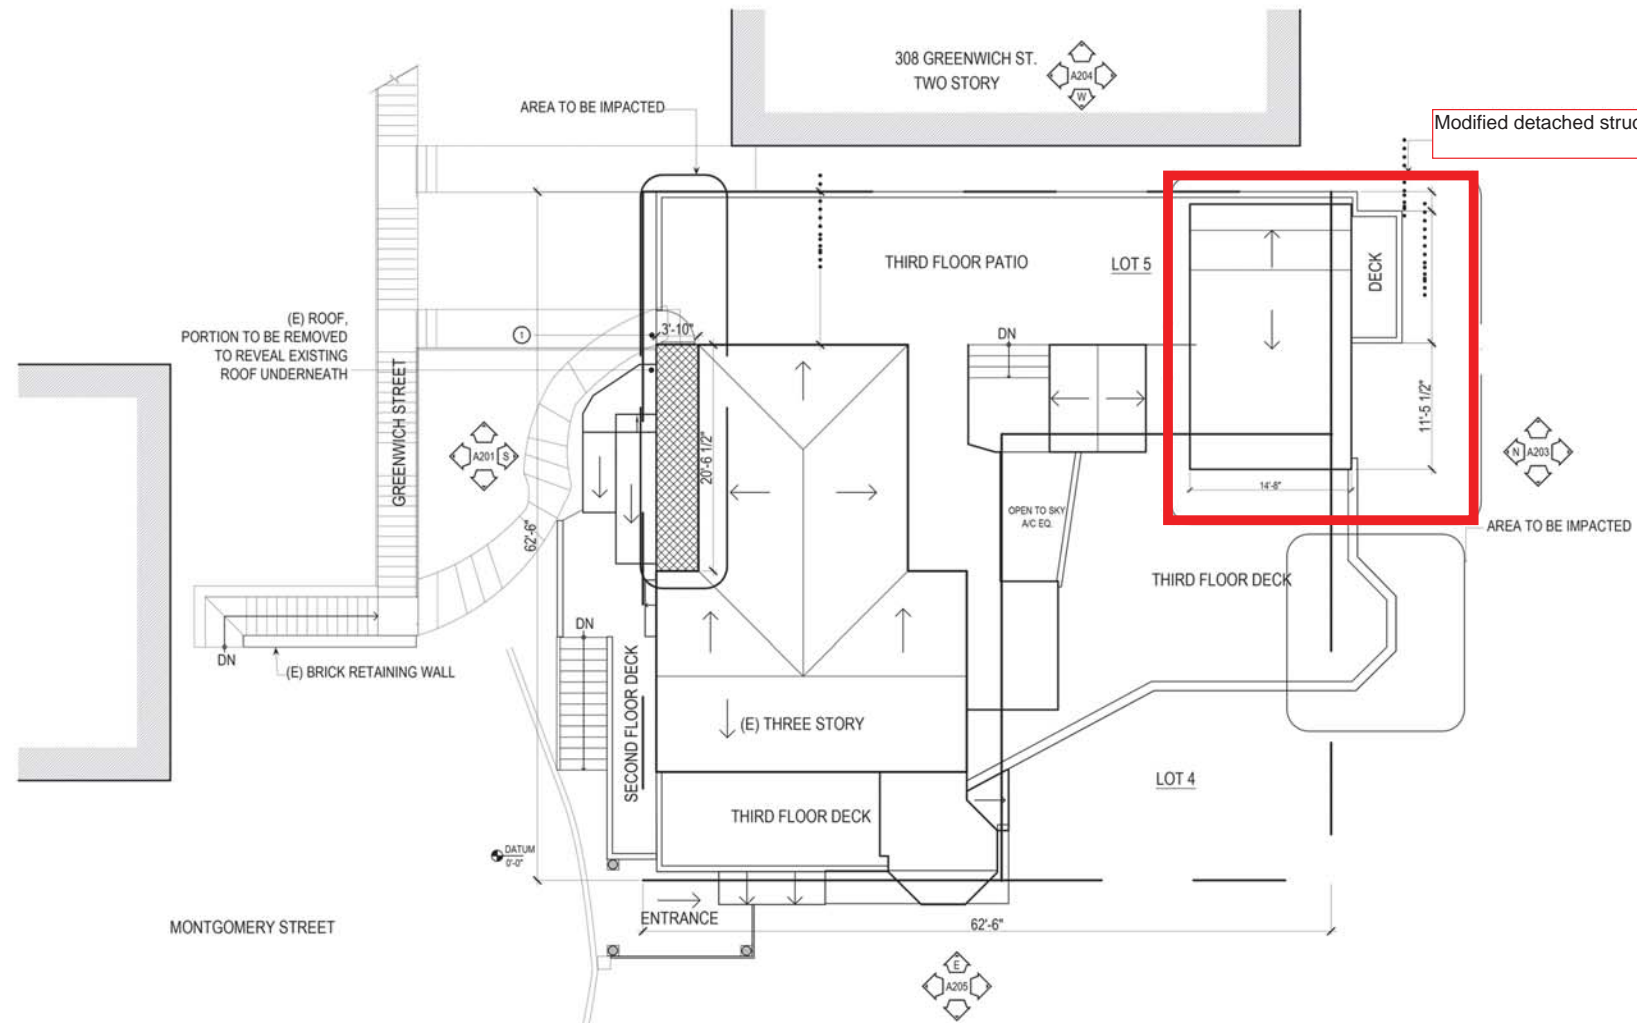 308 GREENWICH ST.
TWO STORY
A204
W
AREA TO BE IMPACTED
Modified detached struc
THIRD FLOOR PATIO
LOT 5
DECK
(E) ROOF,
PORTION TO BE REMOVED
TO REVEAL EXISTING
ROOF UNDERNEATH
1
3'-10"
DN
GREENWICH STREET
A201
S
20'-6 1/2"
11'-5 1/2"
N
A203
14'-8"
OPEN TO SKY
A/C EQ.
62'-6"
AREA TO BE IMPACTED
THIRD FLOOR DECK
DN
DN
(E) BRICK RETAINING WALL
SECOND FLOOR DECK
(E) THREE STORY
LOT 4
THIRD FLOOR DECK
DATUM
0'-0"
ENTRANCE
MONTGOMERY STREET
62'-6"
E
A205